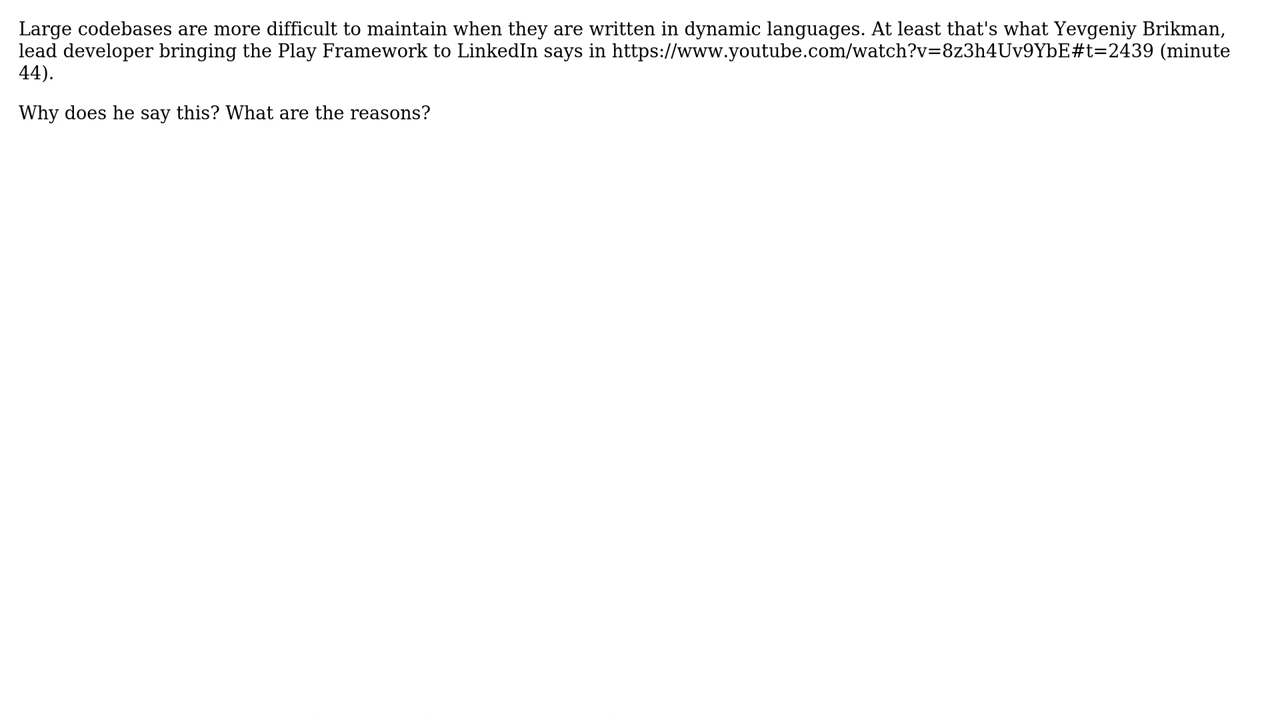 Large codebases are more difficult to maintain when they are written in dynamic languages. At least that's what Yevgeniy Brikman,
lead developer bringing the Play Framework to LinkedIn says in https://www.youtube.com/watch?v=8z3h4Uv9YbE#t=2439 (minute
44).
Why does he say this? What are the reasons?